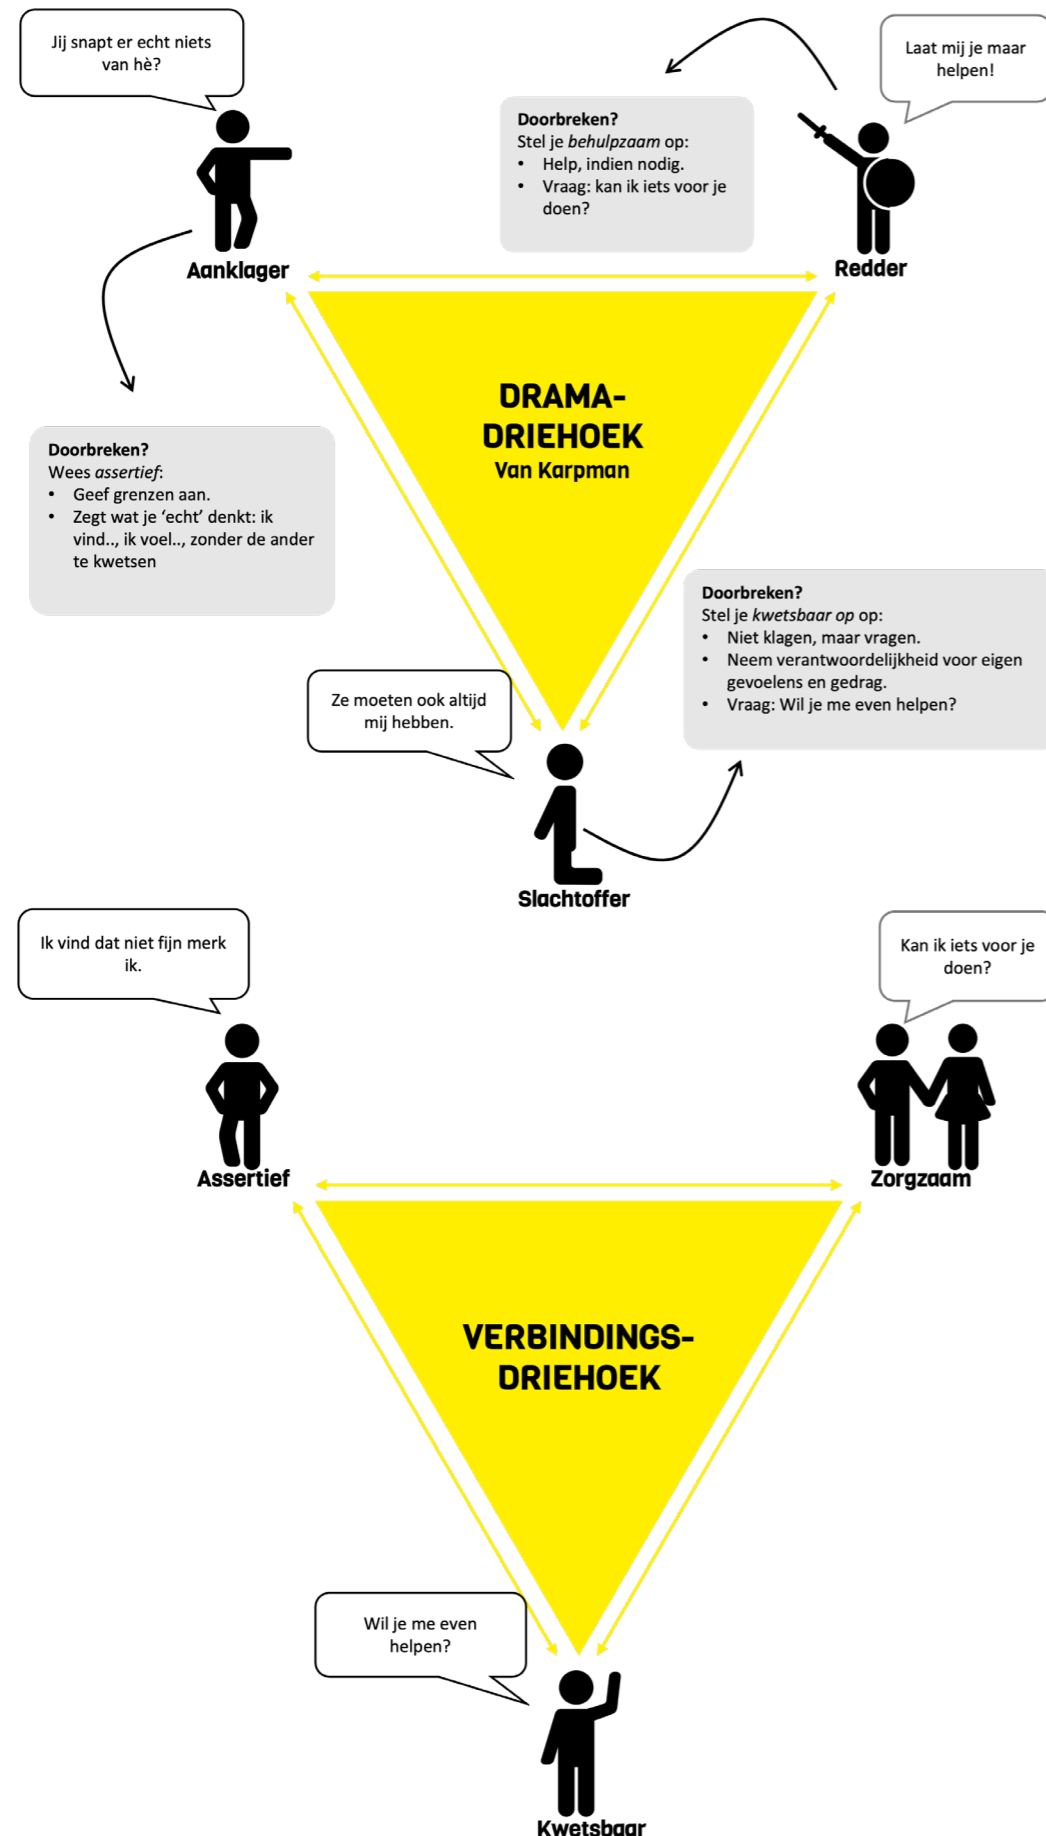 Jij snapt er echt niets
van hè?
Laat mij je maar
helpen!
Doorbreken?
Stel je behulpzaam op:
• Help, indien nodig.
• Vraag: kan ik iets voor je
doen?
Aanklager
Redder
DRAMA-
DRIEHOEK
Van Karpman
Doorbreken?
Wees assertief:
• Geef grenzen aan.
• Zegt wat je ‘echt’ denkt: ik
vind.., ik voel.., zonder de ander
te kwetsen
Doorbreken?
Stel je kwetsbaar op op:
• Niet klagen, maar vragen.
• Neem verantwoordelijkheid voor eigen
gevoelens en gedrag.
• Vraag: Wil je me even helpen?
Ze moeten ook altijd
mij hebben.
Slachtoffer
Ik vind dat niet fijn merk
ik.
Kan ik iets voor je
doen?
Assertief
Zorgzaam
VERBINDINGS-
DRIEHOEK
Wil je me even
helpen?
Kwetsbaar